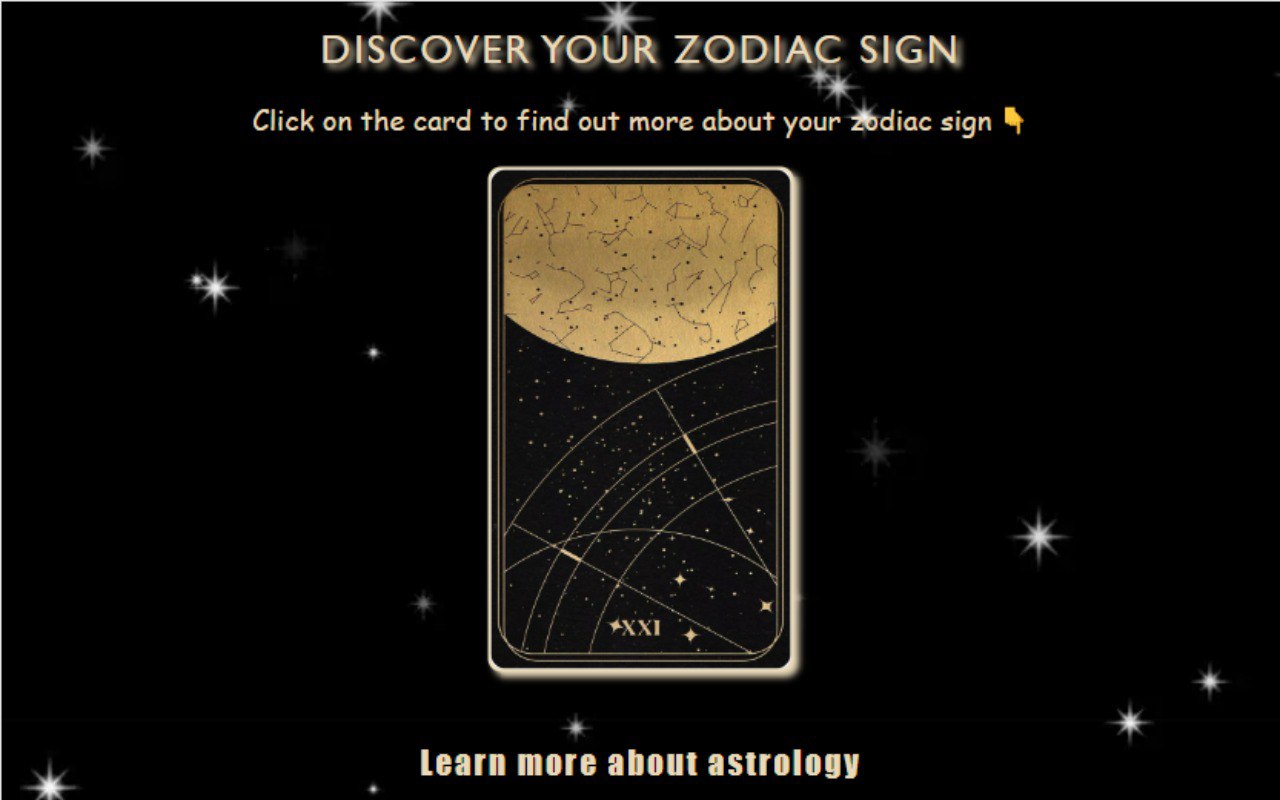 DISCOVER YOUR ZODIAC SIGN
Click on the card to find out more about your zodiac sign 👇
XXI
Learn more about astrology